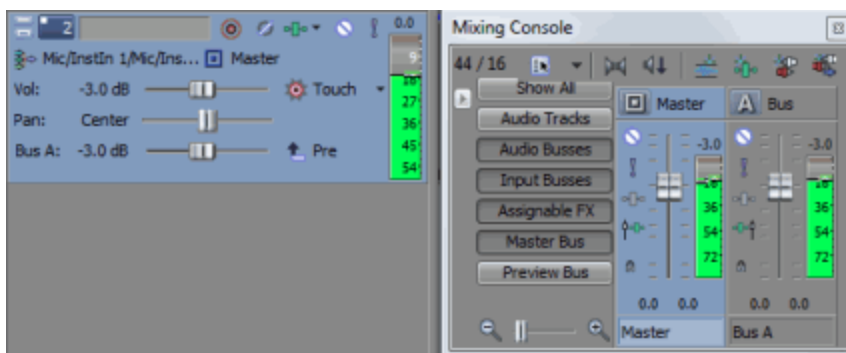 2
0.0
9
18
27
36
45
54
Mic/InstIn 1/Mic/Ins... Master
Vol: -3.0 dB Touch
Pan: Center
Bus A: -3.0 dB Pre
Mixing Console
44 / 16
Show All
Audio Tracks
Audio Busses
Input Busses
Assignable FX
Master Bus
Preview Bus
Master
-3.0
18
36
54
72
0.0 0.0
Master
A Bus
-3.0
18
36
54
72
0.0 0.0
Bus A